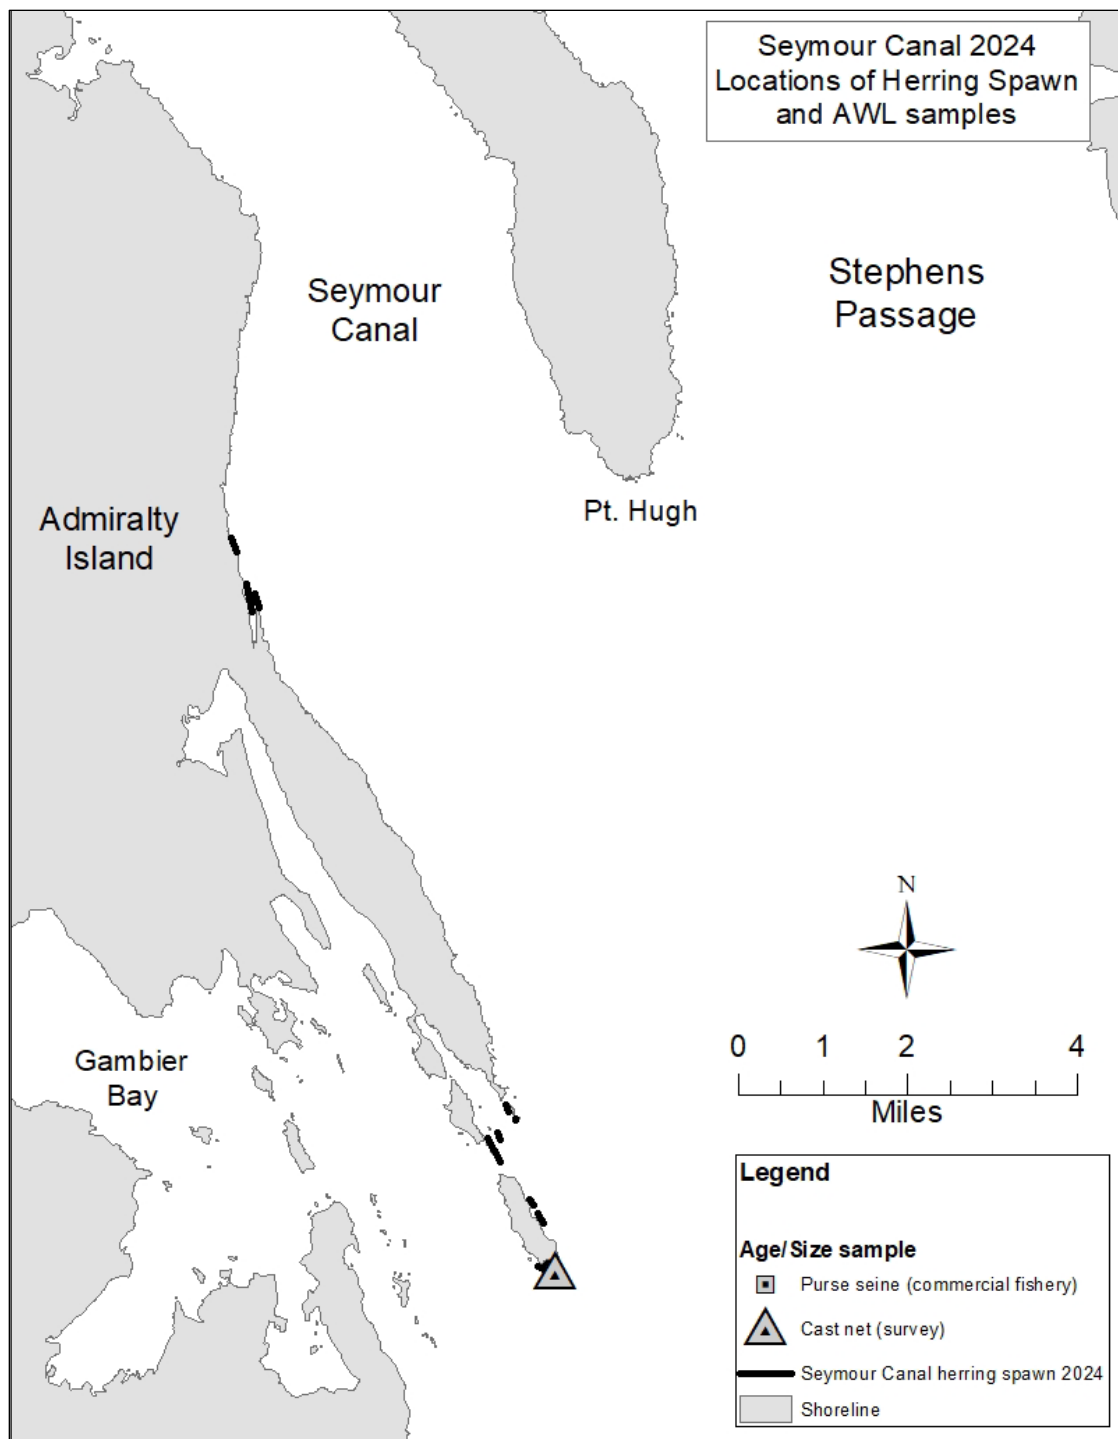 Seymour Canal 2024
Locations of Herring Spawn
and AWL samples
Stephens
Passage
Seymour
Canal
Pt. Hugh
Admiralty
Island
N
0 1 2 4
Miles
Gambier
Bay
Legend
Age/Size sample
Purse seine (commercial fishery)
Cast net (survey)
Seymour Canal herring spawn 2024
Shoreline